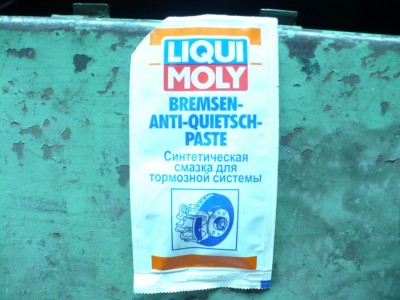 LIQUI
MOLY
BREMSEN-
ANTI-QUIETSCH-
PASTE
Синтетическая
смазка для
тормозной системы